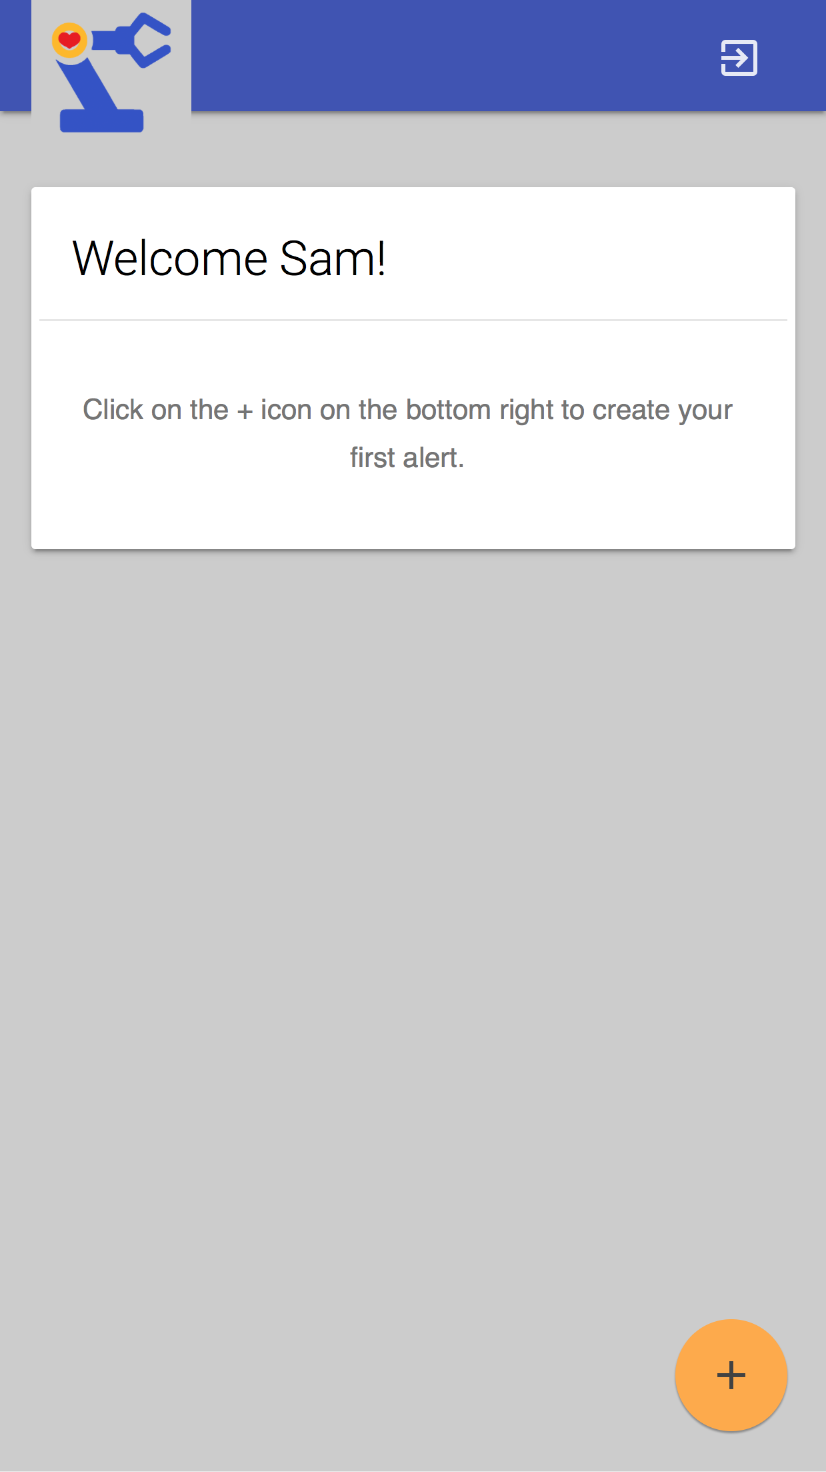 Welcome Sam!
Click on the + icon on the bottom right to create your
first alert.
+